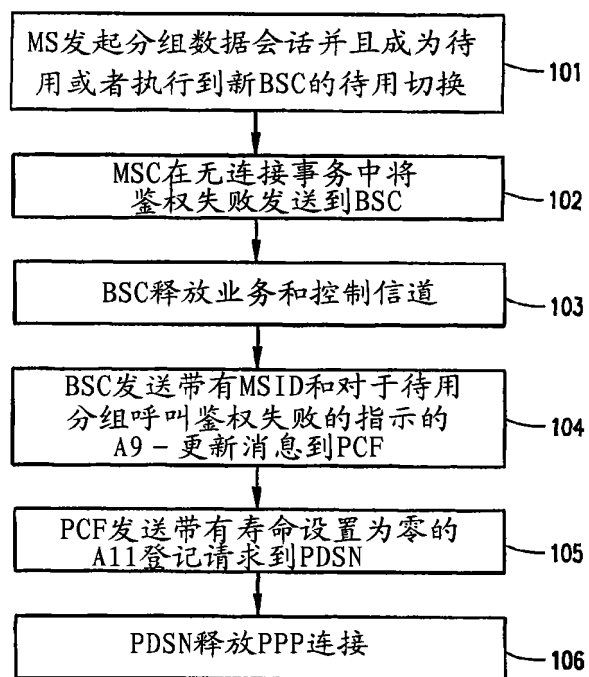 MS发起分组数据会话并且成为待
用或者执行到新BSC的待用切换
101
MSC在无连接事务中将
鉴权失败发送到BSC
102
BSC释放业务和控制信道
103
BSC发送带有MSID和对于待用
分组呼叫鉴权失败的指示的
A9-更新消息到PCF
104
PCF发送带有寿命设置为零的
A11登记请求到PDSN
105
PDSN释放PPP连接
106